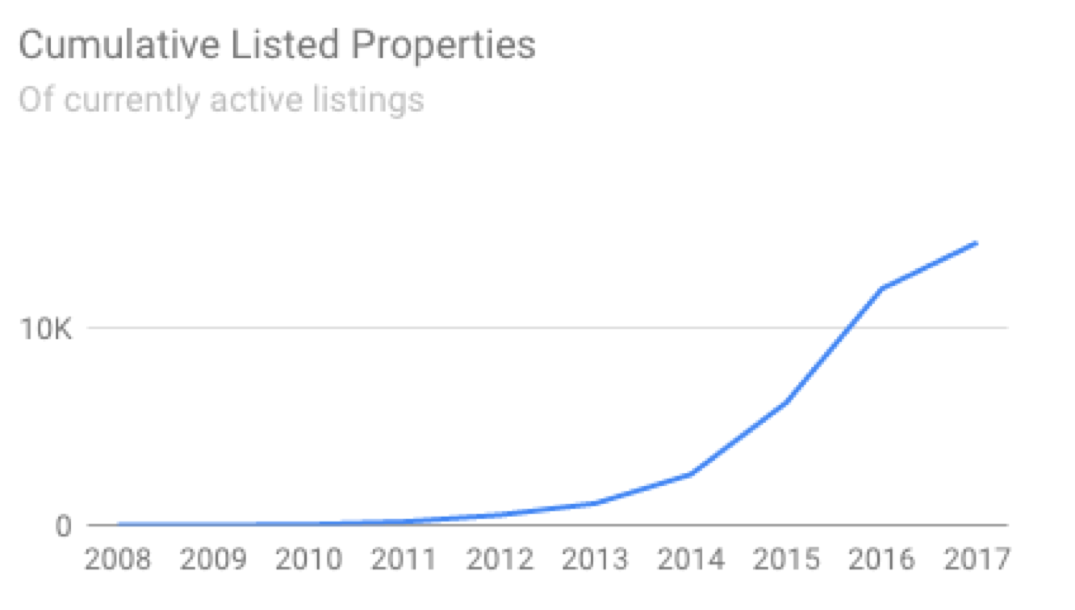 Cumulative Listed Properties
Of currently active listings
10K
0
2008 2009 2010 2011 2012 2013 2014 2015 2016 2017